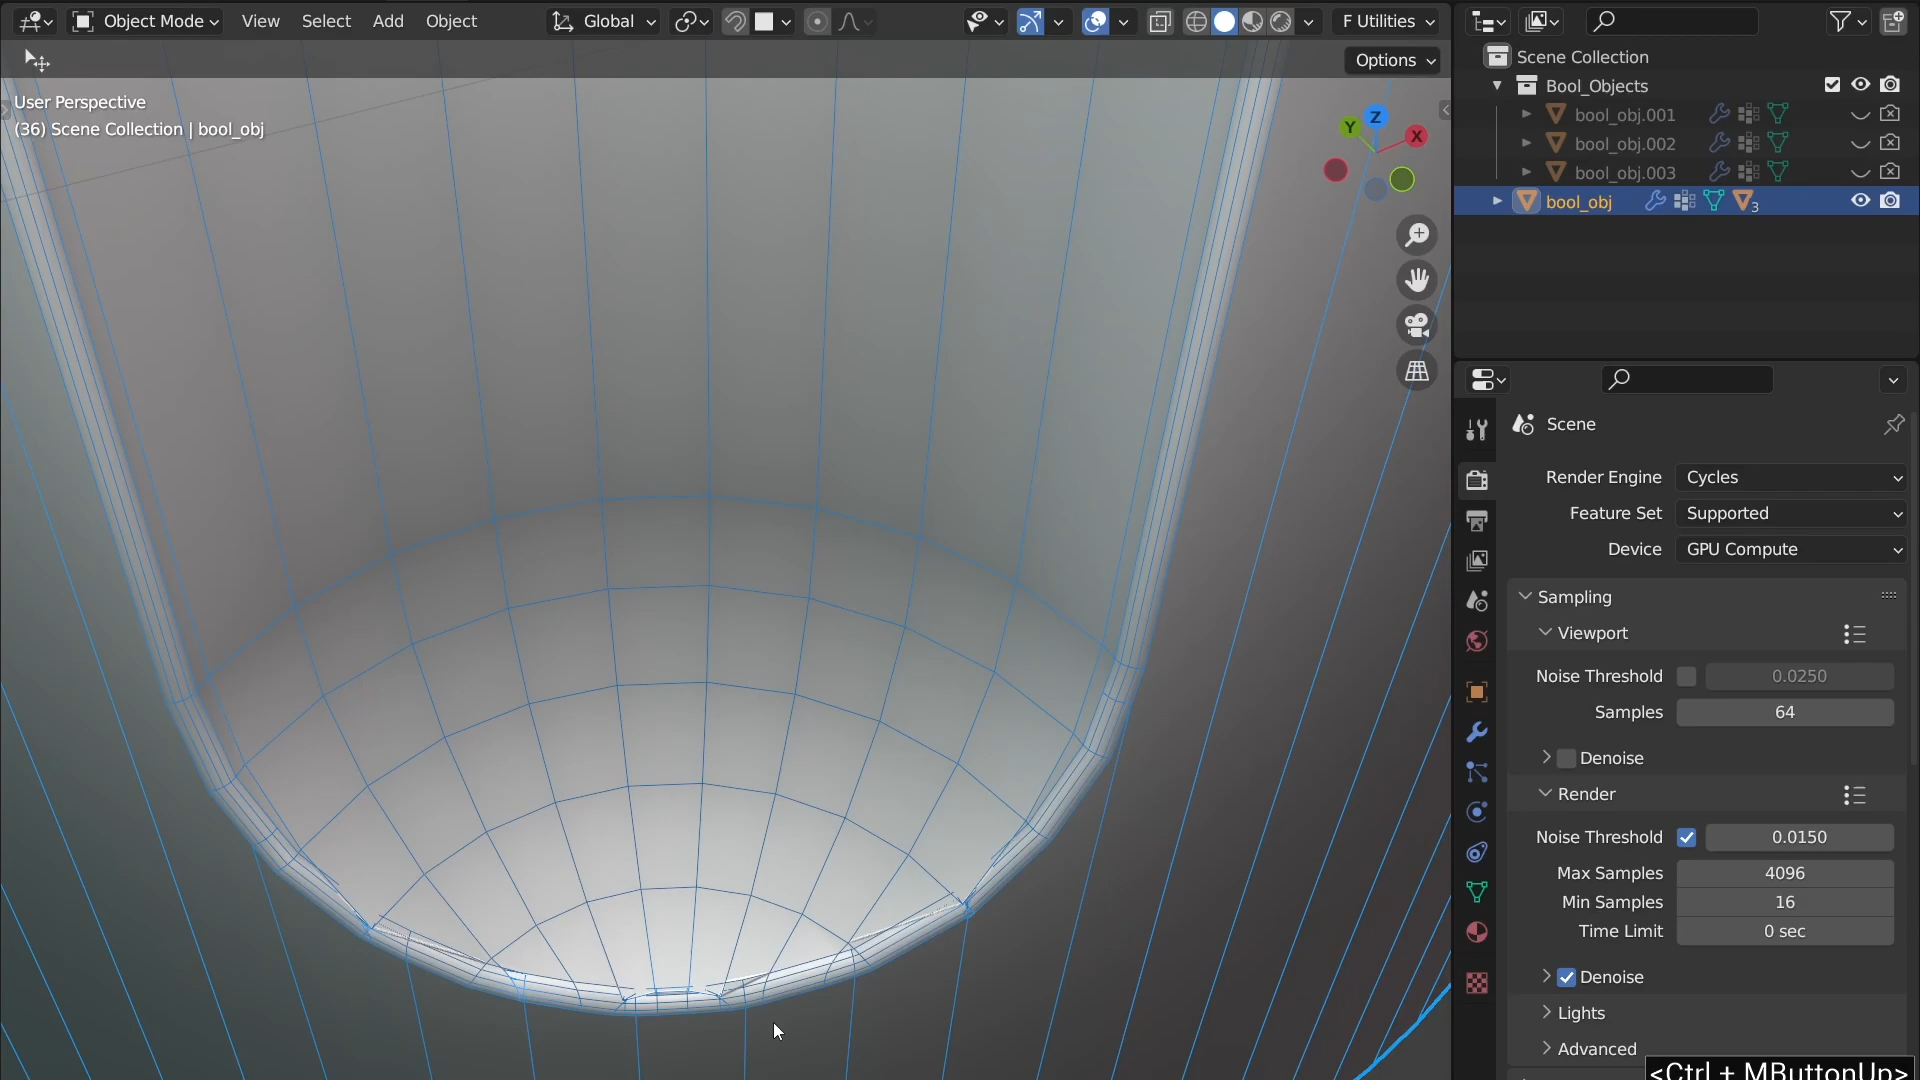 Object Mode View Select Add Object Global F Utilities
Options
User Perspective
(36) Scene Collection | bool_obj
Z
Y
X
Scene Collection
Bool_Objects
bool_obj.001
bool_obj.002
bool_obj.003
bool_obj 3
Scene
Render Engine Cycles
Feature Set Supported
Device GPU Compute
Sampling
Viewport
Noise Threshold 0.0250
Samples 64
Denoise
Render
Noise Threshold 0.0150
Max Samples 4096
Min Samples 16
Time Limit 0 sec
Denoise
Lights
Advanced
<Ctrl + MButtonUp>